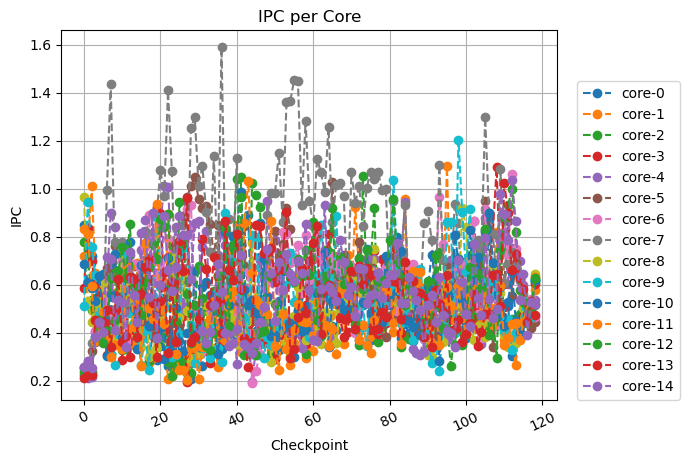 IPC per Core
IPC
1.6
1.4
1.2
1.0
0.8
0.6
0.4
0.2
0
20
40
60
80
100
120
Checkpoint
core-0
core-1
core-2
core-3
core-4
core-5
core-6
core-7
core-8
core-9
core-10
core-11
core-12
core-13
core-14